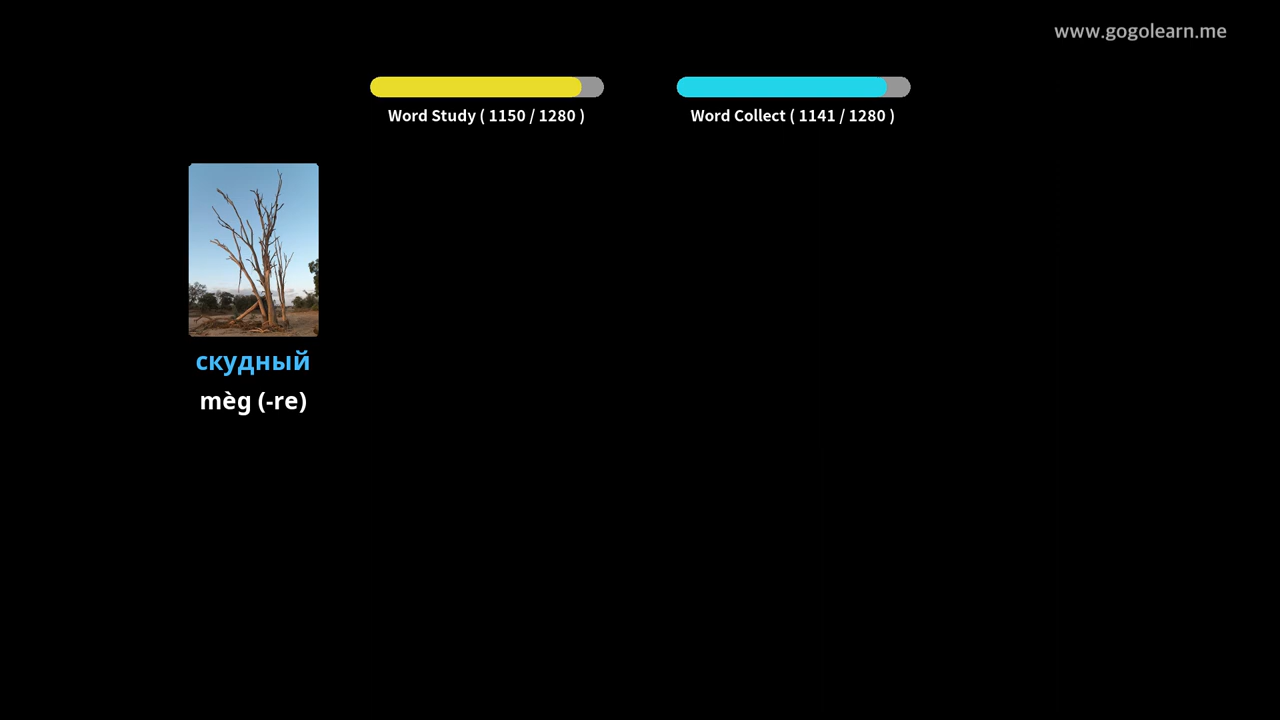 www.gogolearn.me
Word Study ( 1150 / 1280 )
Word Collect ( 1141 / 1280 )
скудный
mèg (-re)